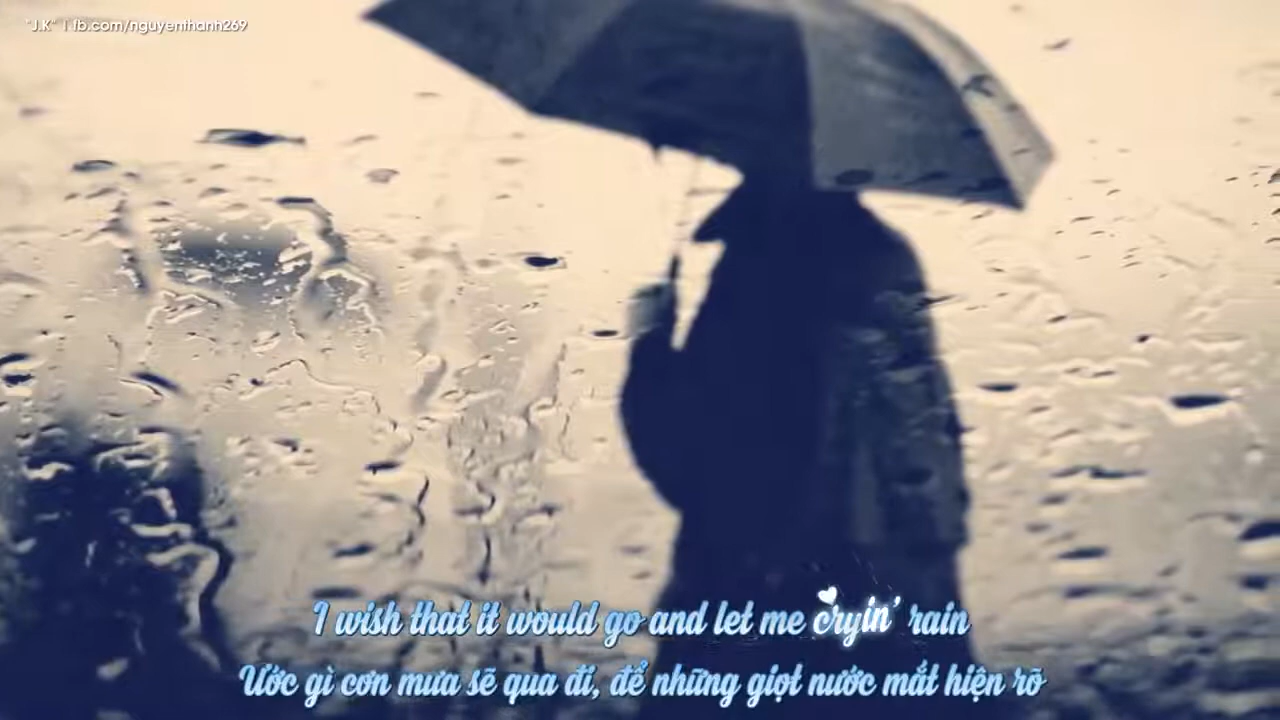 "J.K" | fb.com/nguyenthanh269
I wish that it would go and let me cryin' rain
Ước gì cơn mưa sẽ qua đi, để những giọt nước mắt hiện rõ